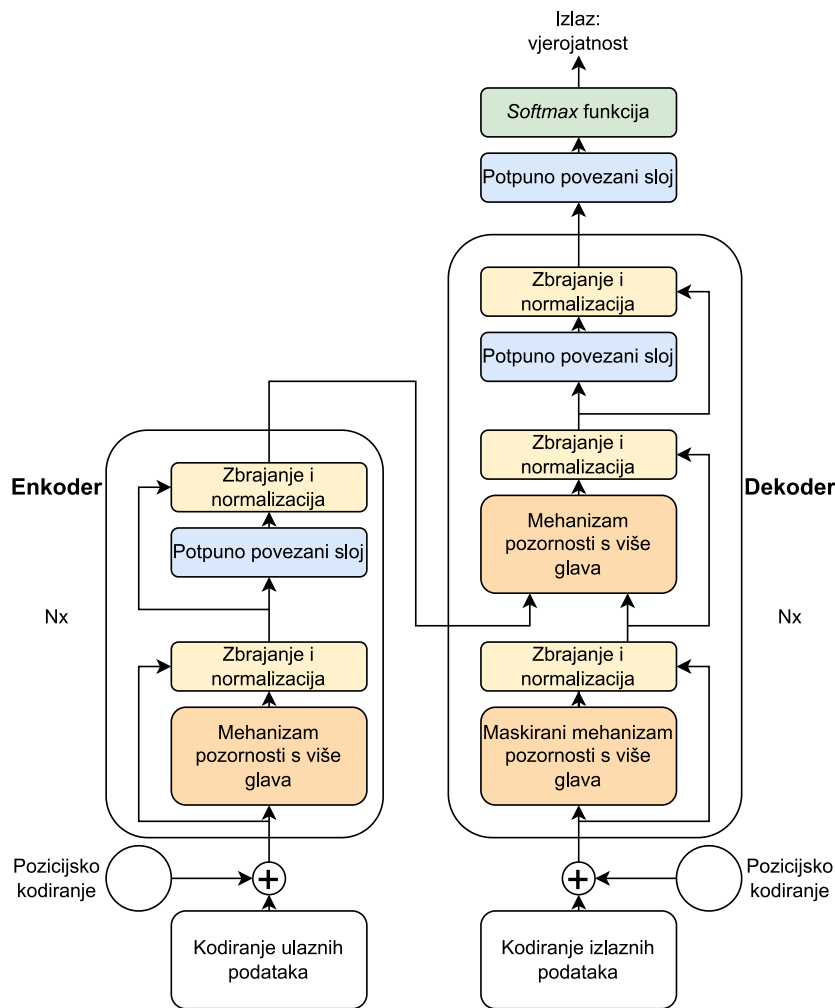 Izlaz:
vjerojatnost
Softmax funkcija
Potpuno povezani sloj
Zbrajanje i
normalizacija
Potpuno povezani sloj
Zbrajanje i
normalizacija
Mehanizam
pozornosti s više
glava
Zbrajanje i
normalizacija
Maskirani mehanizam
pozornosti s više
glava
Dekoder
Nx
Pozicijsko
kodiranje
+
Kodiranje izlaznih
podataka
Enkoder
Nx
Zbrajanje i
normalizacija
Potpuno povezani sloj
Zbrajanje i
normalizacija
Mehanizam
pozornosti s više
glava
Pozicijsko
kodiranje
+
Kodiranje ulaznih
podataka